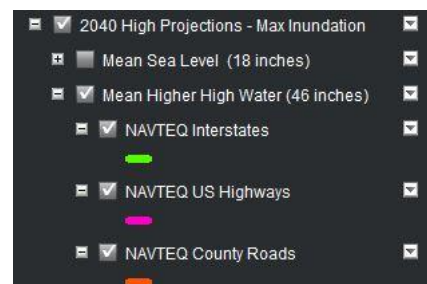 2040 High Projections - Max Inundation
Mean Sea Level (18 inches)
Mean Higher High Water (46 inches)
NAVTEQ Interstates
NAVTEQ US Highways
NAVTEQ County Roads